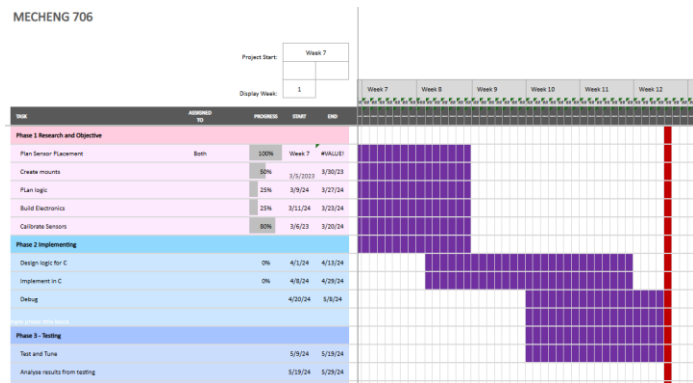 MECHENG 706
Project Start: Week 7
Display Week: 1
Week 7 Week 8 Week 9 Week 10 Week 11 Week 12
TASK ASSIGNED TO PROGRESS START END
Phase 1 Research and Objective
Plan Sensor PLacement Both 100% Week 7 #VALUE!
Create mounts 50% 3/5/2023 3/30/23
PLan logic 25% 3/9/24 3/27/24
Build Electronics 25% 3/11/24 3/23/24
Calibrate Sensors 80% 3/6/23 3/20/24
Phase 2 Implementing
Design logic for C 0% 4/1/24 4/13/24
Implement in C 0% 4/8/24 4/29/24
Debug 4/20/24 5/8/24
Phase 3 - Testing
Test and Tune 5/9/24 5/19/24
Analyse results from testing 5/19/24 5/29/24